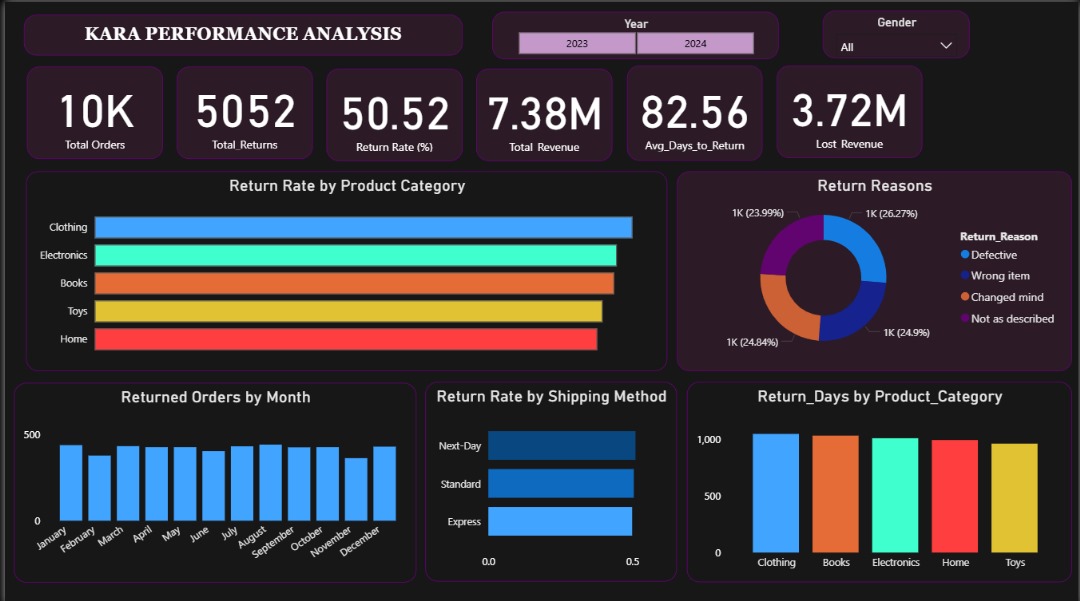 KARA PERFORMANCE ANALYSIS
Year
2023
2024
Gender
All
10K
Total Orders
5052
Total_Returns
50.52
Return Rate (%)
7.38M
Total Revenue
82.56
Avg_Days_to_Return
3.72M
Lost Revenue
Return Rate by Product Category
Clothing
Electronics
Books
Toys
Home
Return Reasons
1K (23.99%)
1K (26.27%)
1K (24.84%)
1K (24.9%)
Return_Reason
Defective
Wrong item
Changed mind
Not as described
Returned Orders by Month
500
0
January
February
March
April
May
June
July
August
September
October
November
December
Return Rate by Shipping Method
Next-Day
Standard
Express
0.0
0.5
Return_Days by Product_Category
1,000
500
0
Clothing
Books
Electronics
Home
Toys